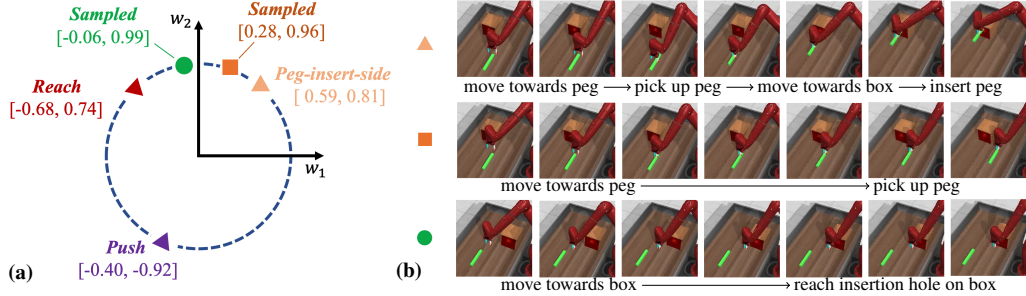 Sampled
[-0.06, 0.99]
Sampled
[0.28, 0.96]
w2
Reach
[-0.68, 0.74]
Peg-insert-side
[ 0.59, 0.81]
w1
Push
[-0.40, -0.92]
(a)
move towards peg → pick up peg → move towards box → insert peg
move towards peg → pick up peg
(b)
move towards box → reach insertion hole on box